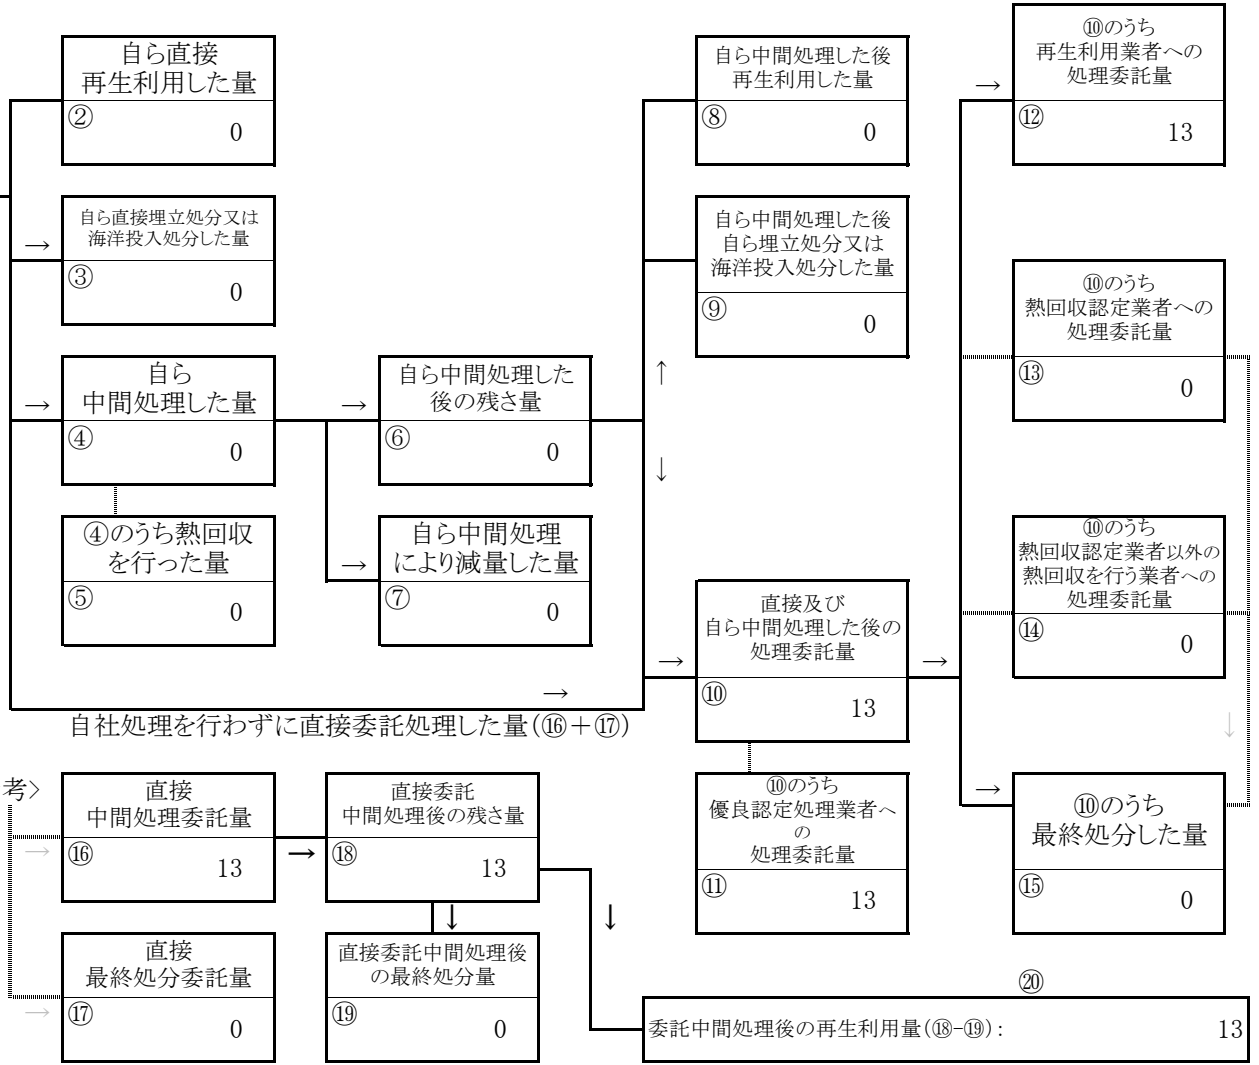 自ら直接
再生利用した量
②
0
自ら直接埋立処分又は
海洋投入処分した量
→
③
0
自ら
中間処理した量
→
④
0
④のうち熱回収
を行った量
⑤
0
自ら中間処理した
後の残さ量
→
⑥
0
自ら中間処理
により減量した量
→
⑦
0
自ら中間処理した後
再生利用した量
⑧
0
自ら中間処理した後
自ら埋立処分又は
海洋投入処分した量
⑨
0
↑
↓
直接及び
自ら中間処理した後の
処理委託量
→
→
⑩
13
⑩のうち
優良認定処理業者へ
の
処理委託量
⑪
13
⑩のうち
再生利用業者への
処理委託量
→
⑫
13
⑩のうち
熱回収認定業者への
処理委託量
⑬
0
⑩のうち
熱回収認定業者以外の
熱回収を行う業者への
処理委託量
⑭
0
↓
⑩のうち
最終処分した量
→
⑮
0
→
自社処理を行わずに直接委託処理した量(⑯+⑰)
考>
直接
中間処理委託量
→
⑯
13
直接
最終処分委託量
→
⑰
0
直接委託
中間処理後の残さ量
→
⑱
13
↓
↓
直接委託中間処理後
の最終処分量
⑲
0
⑳
委託中間処理後の再生利用量(⑱-⑲): 13